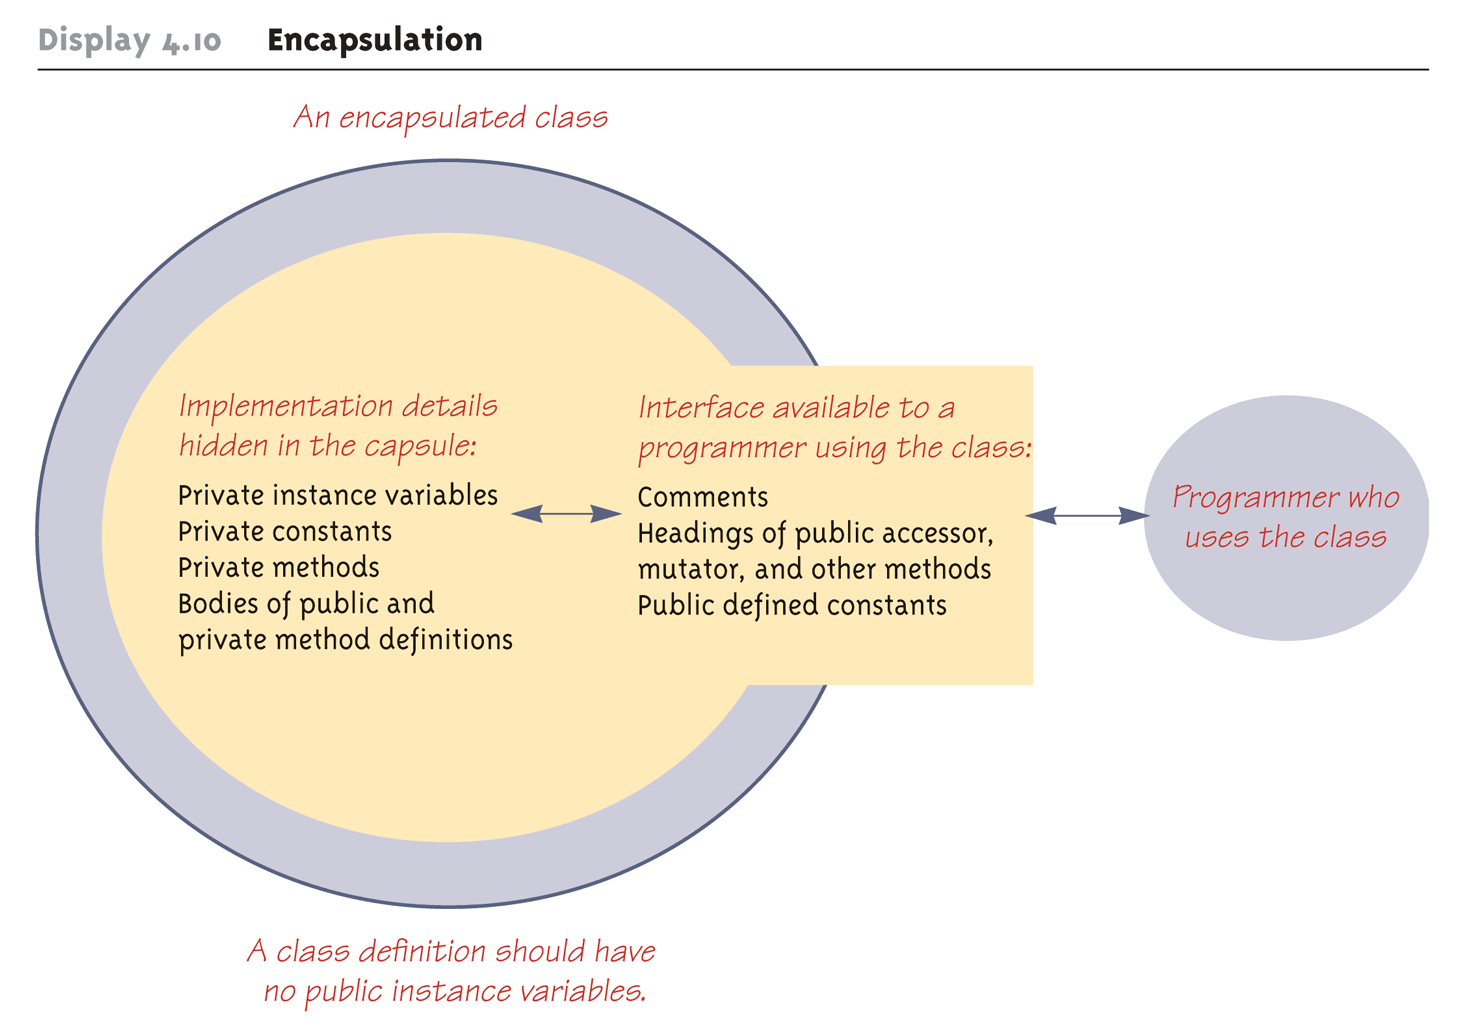 Display 4.10 Encapsulation
An encapsulated class
Implementation details
hidden in the capsule:
Private instance variables
Private constants
Private methods
Bodies of public and
private method definitions
Interface available to a
programmer using the class:
Comments
Headings of public accessor,
mutator, and other methods
Public defined constants
Programmer who
uses the class
A class definition should have
no public instance variables.